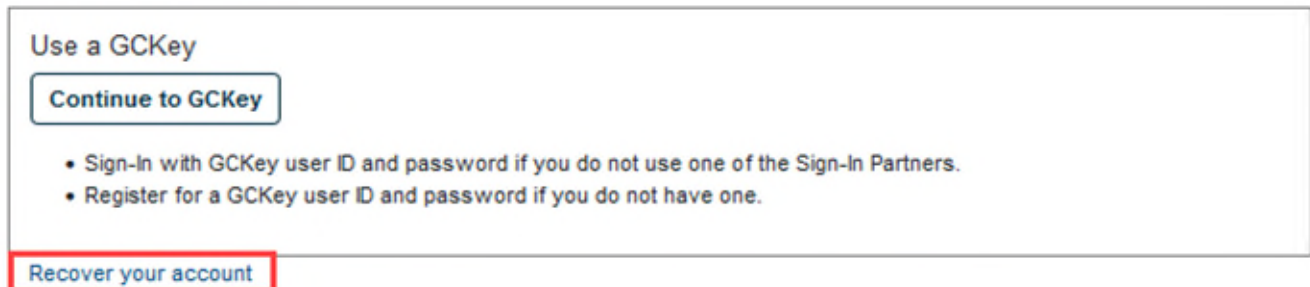 Use a GCKey
Continue to GCKey
• Sign-In with GCKey user ID and password if you do not use one of the Sign-In Partners.
• Register for a GCKey user ID and password if you do not have one.
Recover your account